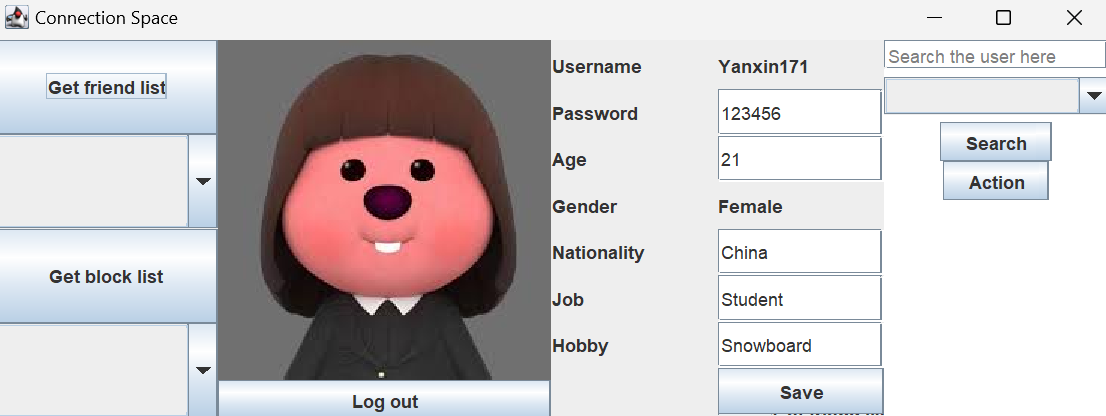 Connection Space
Get friend list
Get block list
Log out
Username Yanxin171
Password 123456
Age 21
Gender Female
Nationality China
Job Student
Hobby Snowboard
Save
Search the user here
Search
Action